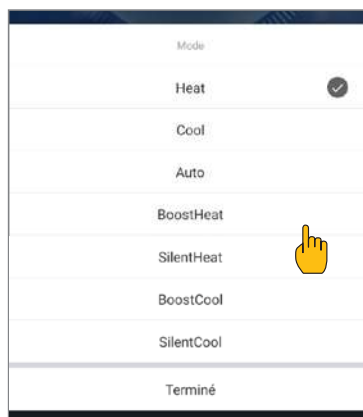 Mode
Heat
Cool
Auto
BoostHeat
SilentHeat
BoostCool
SilentCool
Terminé